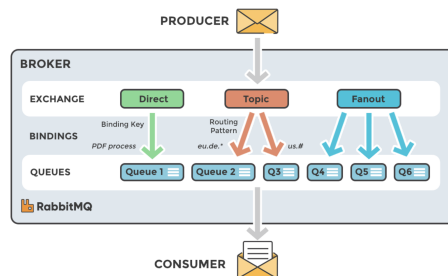 PRODUCER
BROKER
EXCHANGE Direct Topic Fanout
Binding Key Routing
Pattern
BINDINGS
PDF process eu.de.* us.#
QUEUES Queue 1 Queue 2 Q3 Q4 Q5 Q6
RabbitMQ
CONSUMER